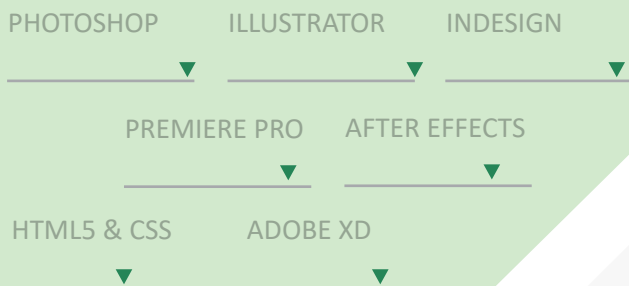 PHOTOSHOP ILLUSTRATOR INDESIGN
PREMIERE PRO AFTER EFFECTS
HTML5 & CSS ADOBE XD